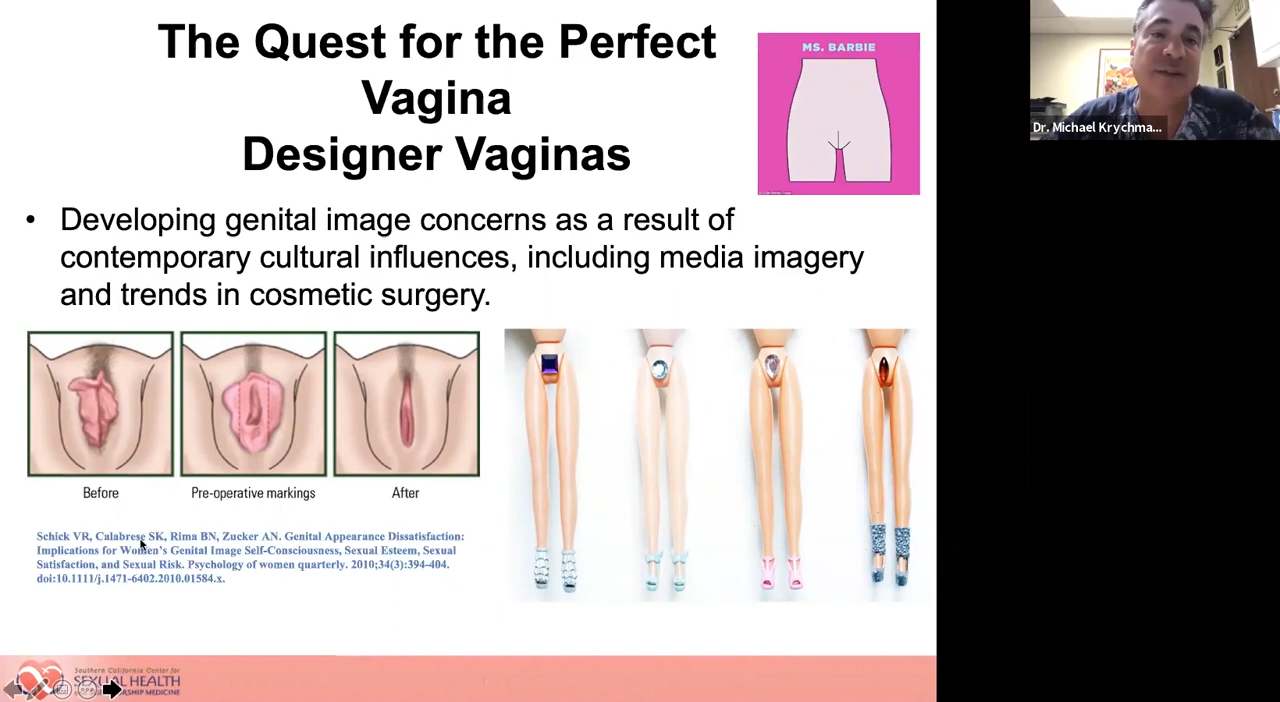 The Quest for the Perfect
Vagina
Designer Vaginas
MS. BARBIE
Dr. Michael Krychma...
• Developing genital image concerns as a result of
contemporary cultural influences, including media imagery
and trends in cosmetic surgery.
Before
Pre-operative markings
After
Schick VR, Calabrese SK, Rima BN, Zucker AN. Genital Appearance Dissatisfaction:
Implications for Women's Genital Image Self-Consciousness, Sexual Esteem, Sexual
Satisfaction, and Sexual Risk. Psychology of women quarterly. 2010;34(3):394-404.
doi:10.1111/j.1471-6402.2010.01584.x.
Southern California Center for
SEXUAL HEALTH
MEDICINE